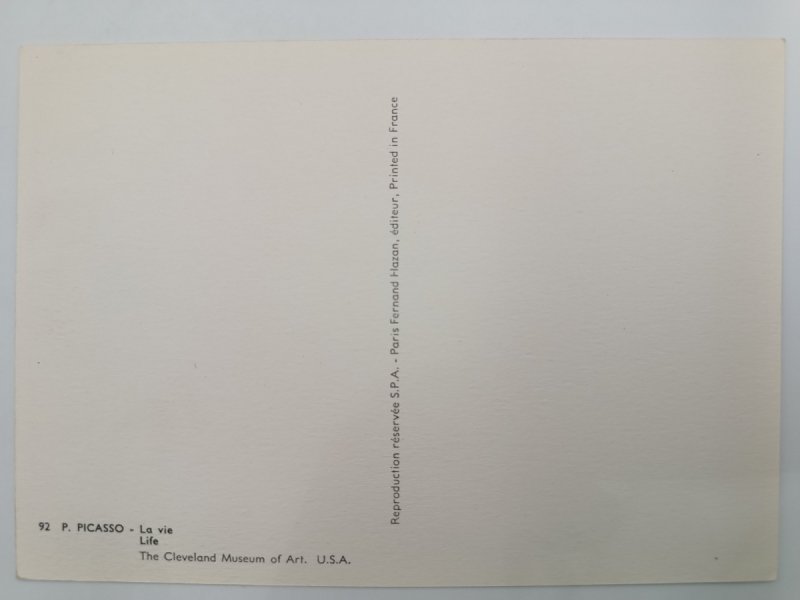 Reproduction réservée S.P.A. - Paris Fernand Hazan, éditeur, Printed in France
92 P. PICASSO - La vie
Life
The Cleveland Museum of Art. U.S.A.